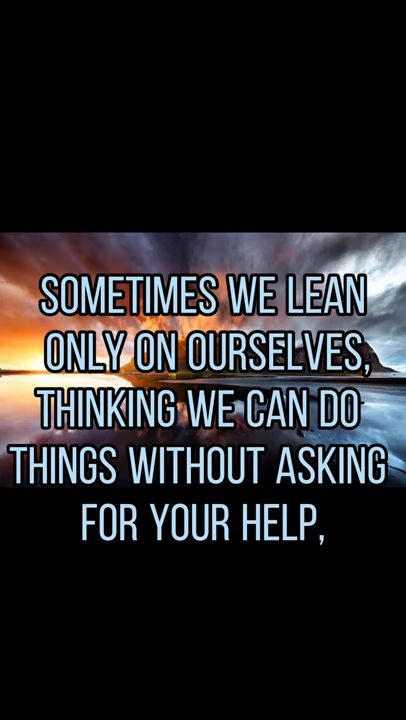 SOMETIMES WE LEAN
ONLY ON OURSELVES,
THINKING WE CAN DO
THINGS WITHOUT ASKING
FOR YOUR HELP,